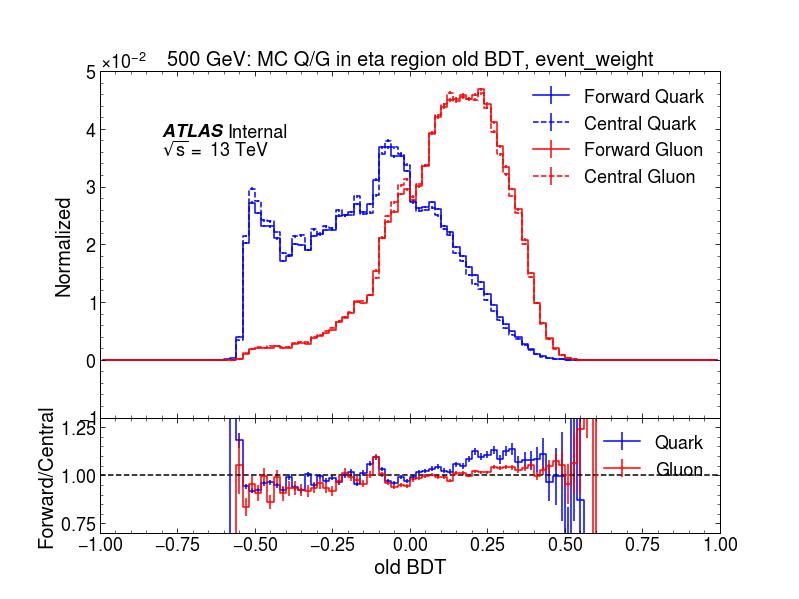 ×10⁻²
500 GeV: MC Q/G in eta region old BDT, event_weight
5
4
3
2
1
0
−1
Normalized
ATLAS Internal
√s = 13 TeV
Forward Quark
Central Quark
Forward Gluon
Central Gluon
Forward/Central
1.25
1.00
0.75
Quark
Gluon
−1.00 −0.75 −0.50 −0.25 0.00 0.25 0.50 0.75 1.00
old BDT